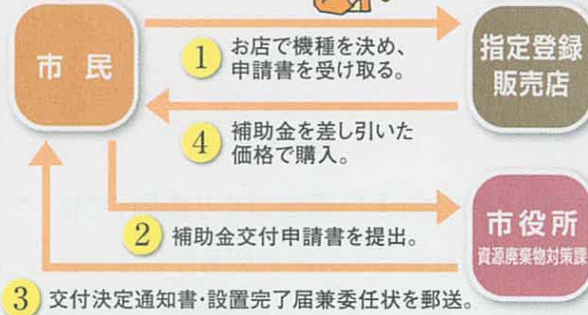 市民
指定登録
販売店
1 お店で機種を決め、
申請書を受け取る。
4 補助金を差し引いた
価格で購入。
2 補助金交付申請書を提出。
市役所
資源廃棄物対策課
3 交付決定通知書・設置完了届兼委任状を郵送。